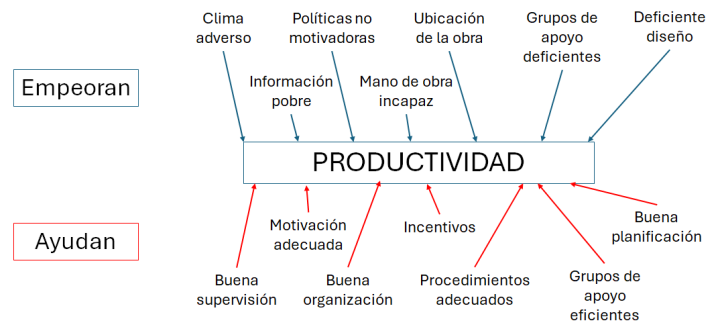 Clima
adverso
Políticas no
motivadoras
Ubicación
de la obra
Grupos de
apoyo
deficientes
Deficiente
diseño
Empeoran
Información
pobre
Mano de obra
incapaz
PRODUCTIVIDAD
Ayudan
Motivación
adecuada
Incentivos
Buena
planificación
Buena
supervisión
Buena
organización
Procedimientos
adecuados
Grupos de
apoyo
eficientes